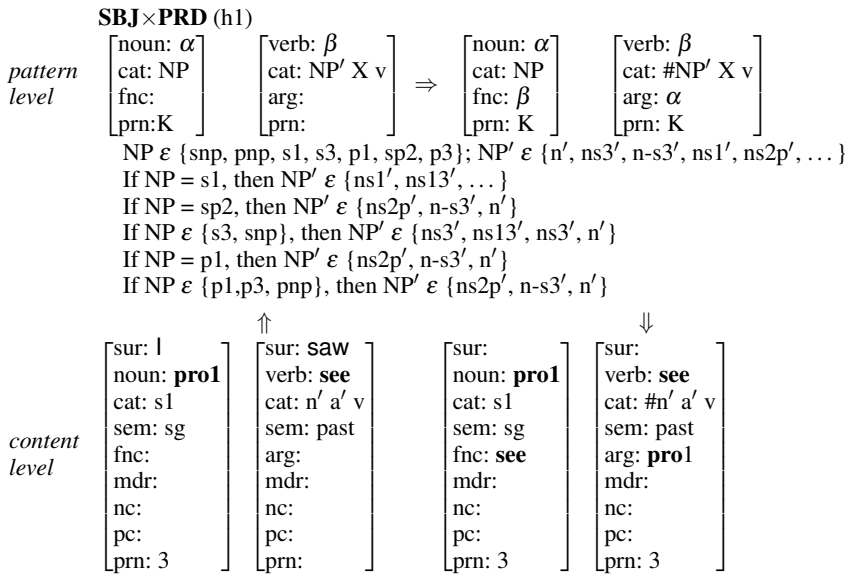 SBJ×PRD (h1)
pattern level
[noun: α] [verb: β] [noun: α] [verb: β]
[cat: NP] [cat: NP′ X v] ⇒ [cat: NP] [cat: #NP′ X v]
[fnc:] [arg:] [fnc: β] [arg: α]
[prn:K] [prn:] [prn: K] [prn: K]
NP ε {snp, pnp, s1, s3, p1, sp2, p3}; NP′ ε {n′, ns3′, n-s3′, ns1′, ns2p′, . . . }
If NP = s1, then NP′ ε {ns1′, ns13′, . . . }
If NP = sp2, then NP′ ε {ns2p′, n-s3′, n′}
If NP ε {s3, snp}, then NP′ ε {ns3′, ns13′, ns3′, n′}
If NP = p1, then NP′ ε {ns2p′, n-s3′, n′}
If NP ε {p1,p3, pnp}, then NP′ ε {ns2p′, n-s3′, n′}
⇑ ⇓
content level
[sur: I] [sur: saw] [sur:] [sur:]
[noun: pro1] [verb: see] [noun: pro1] [verb: see]
[cat: s1] [cat: n′ a′ v] [cat: s1] [cat: #n′ a′ v]
[sem: sg] [sem: past] [sem: sg] [sem: past]
[fnc:] [arg:] [fnc: see] [arg: pro1]
[mdr:] [mdr:] [mdr:] [mdr:]
[nc:] [nc:] [nc:] [nc:]
[pc:] [pc:] [pc:] [pc:]
[prn: 3] [prn:] [prn: 3] [prn: 3]